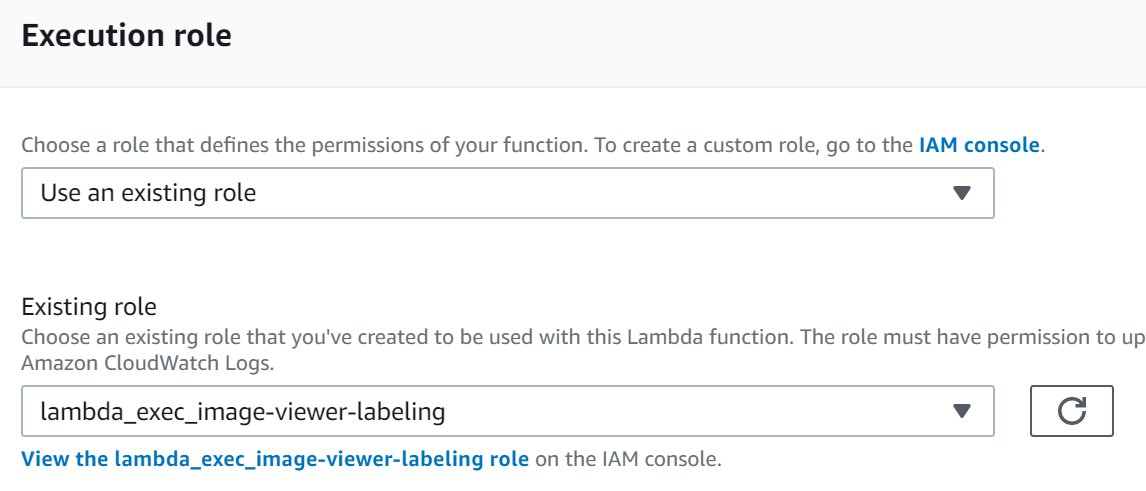 Execution role
Choose a role that defines the permissions of your function. To create a custom role, go to the IAM console.
Use an existing role
Existing role
Choose an existing role that you've created to be used with this Lambda function. The role must have permission to up
Amazon CloudWatch Logs.
lambda_exec_image-viewer-labeling
View the lambda_exec_image-viewer-labeling role on the IAM console.